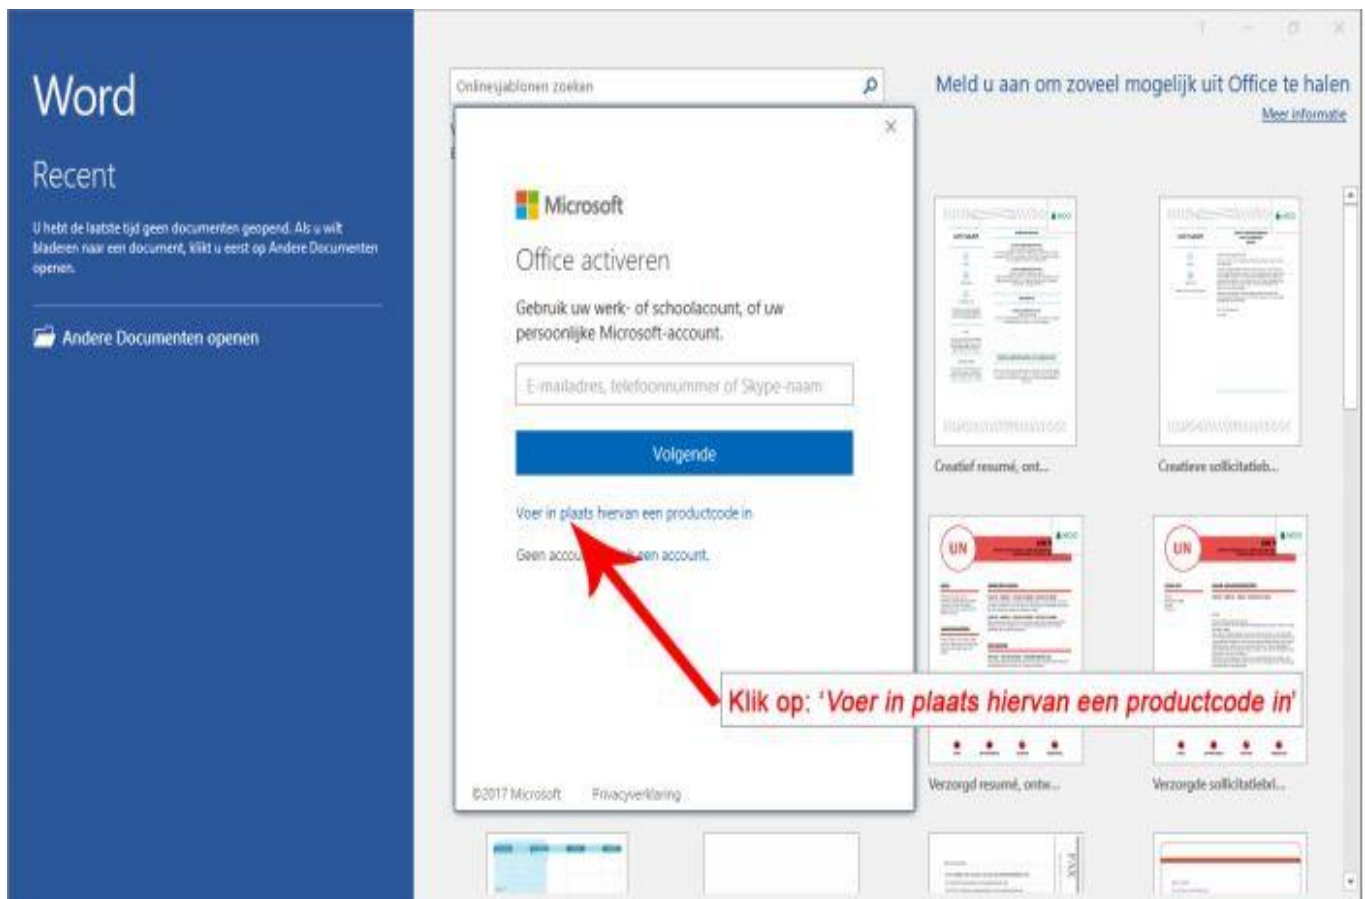 Word
Recent
U hebt de laatste tijd geen documenten geopend. Als u wilt
bladeren naar een document, klikt u eerst op Andere Documenten
openen.
Andere Documenten openen
Onlinesjablonen zoeken
Meld u aan om zoveel mogelijk uit Office te halen
Meer informatie
Microsoft
Office activeren
Gebruik uw werk- of schoolacount, of uw
persoonlijke Microsoft-account.
E-mailadres, telefoonnummer of Skype-naam
Volgende
Voer in plaats hiervan een productcode in
Geen een account.
Klik op: 'Voer in plaats hiervan een productcode in'
©2017 Microsoft Privacyverklaring
Creatief resumé, ont...
Creatieve sollicitatieb...
UN
UN
Verzorgd resumé, ontw...
Verzorgde sollicitatiebri...
FAX